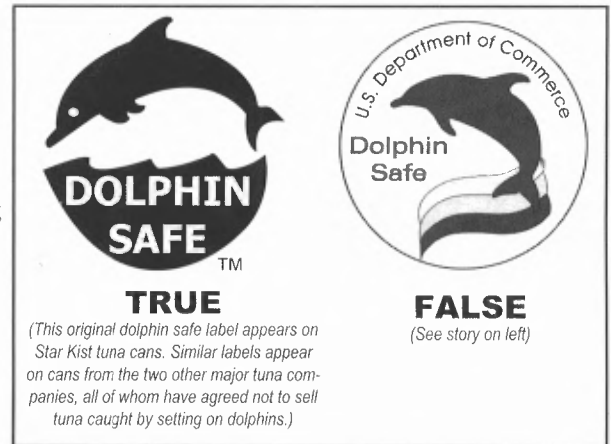 DOLPHIN
SAFE
TM
TRUE
(This original dolphin safe label appears on
Star Kist tuna cans. Similar labels appear
on cans from the two other major tuna com-
panies, all of whom have agreed not to sell
tuna caught by setting on dolphins.)
U.S. Department of Commerce
Dolphin
Safe
FALSE
(See story on left)